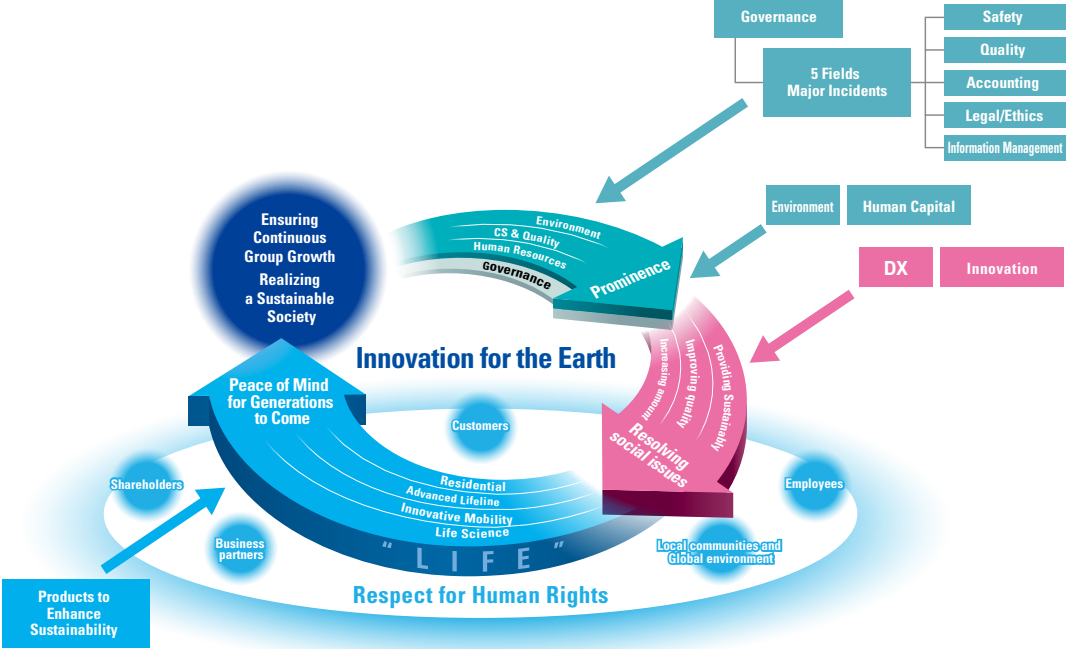 Governance
5 Fields
Major Incidents
Safety
Quality
Accounting
Legal/Ethics
Information Management
Environment
Human Capital
DX
Innovation
Ensuring
Continuous
Group Growth
Realizing
a Sustainable
Society
Environment
CS & Quality
Human Resources
Governance
Prominence
Innovation for the Earth
Increasing amount
Improving quality
Providing Sustainably
Resolving
social issues
Peace of Mind
for Generations
to Come
Customers
Shareholders
Employees
Residential
Advanced Lifeline
Innovative Mobility
Life Science
"LIFE"
Business
partners
Local communities and
Global environment
Respect for Human Rights
Products to
Enhance
Sustainability